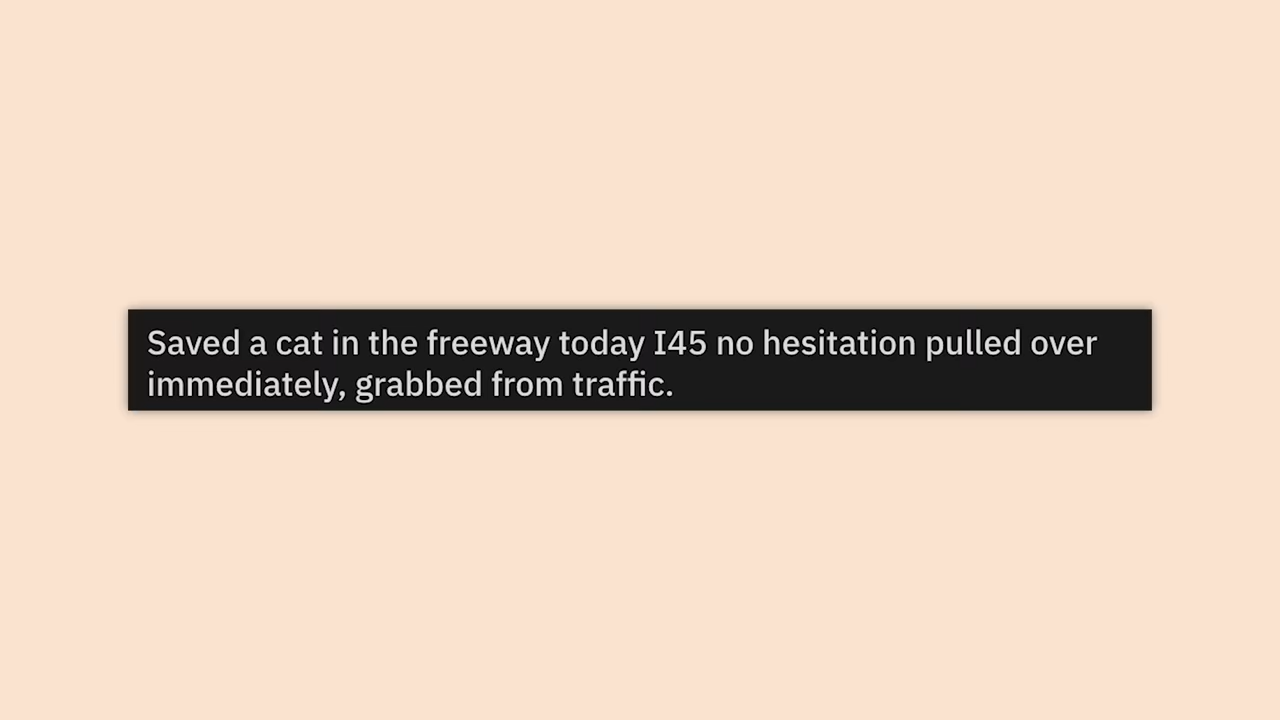 Saved a cat in the freeway today I45 no hesitation pulled over
immediately, grabbed from traffic.